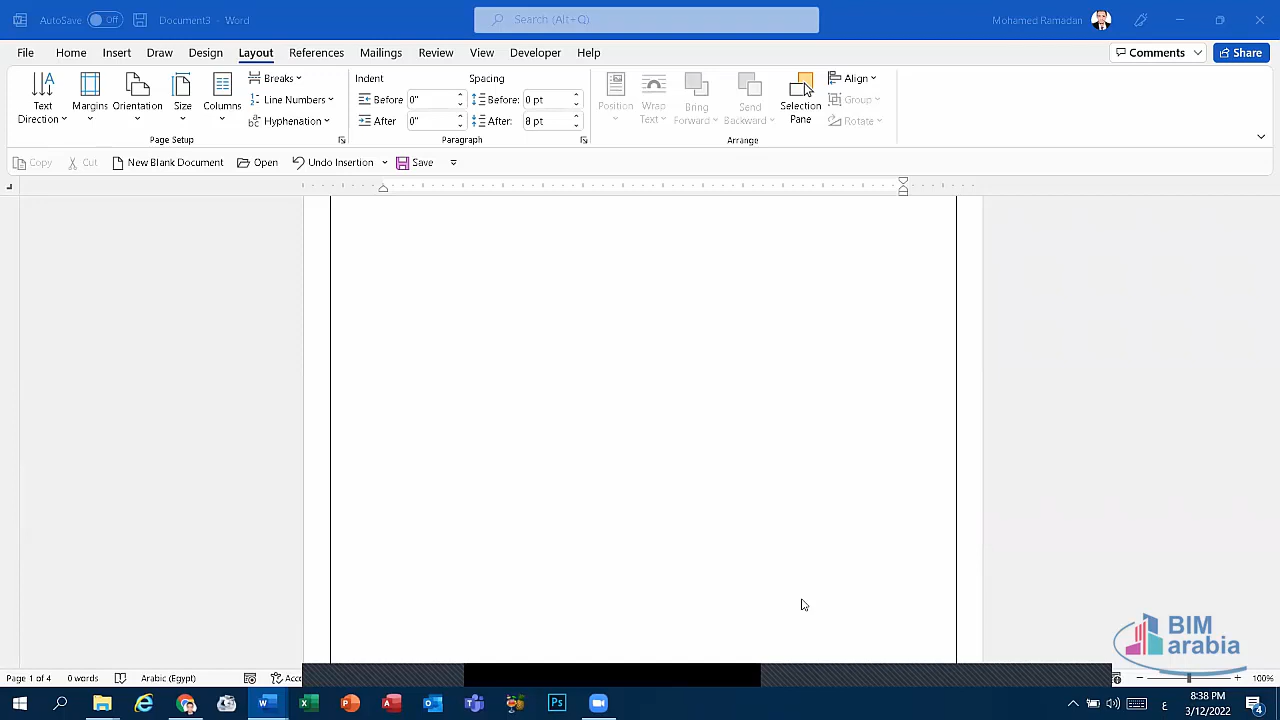 AutoSave Off Document3 - Word Search (Alt+Q) Mohamed Ramadan
File Home Insert Draw Design Layout References Mailings Review View Developer Help Comments Share
Text Direction Margins Orientation Size Columns
Breaks
Line Numbers
Hyphenation
Page Setup
Indent Spacing
Before 0" Before: 0 pt
After 0" After: 8 pt
Paragraph
Position Wrap Text Bring Forward Send Backward Selection Pane
Align
Group
Rotate
Arrange
Copy Cut New Blank Document Open Undo Insertion Save
BIM
arabia
Page 1 of 4 0 words Arabic (Egypt) 100%
8:38 PM
3/12/2022
ع
4